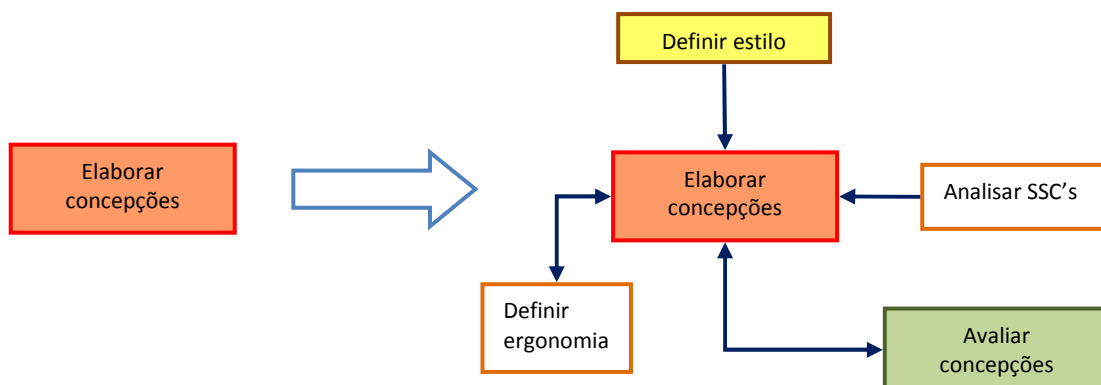 Definir estilo
Elaborar
concepções
Elaborar
concepções
Analisar SSC’s
Definir
ergonomia
Avaliar
concepções